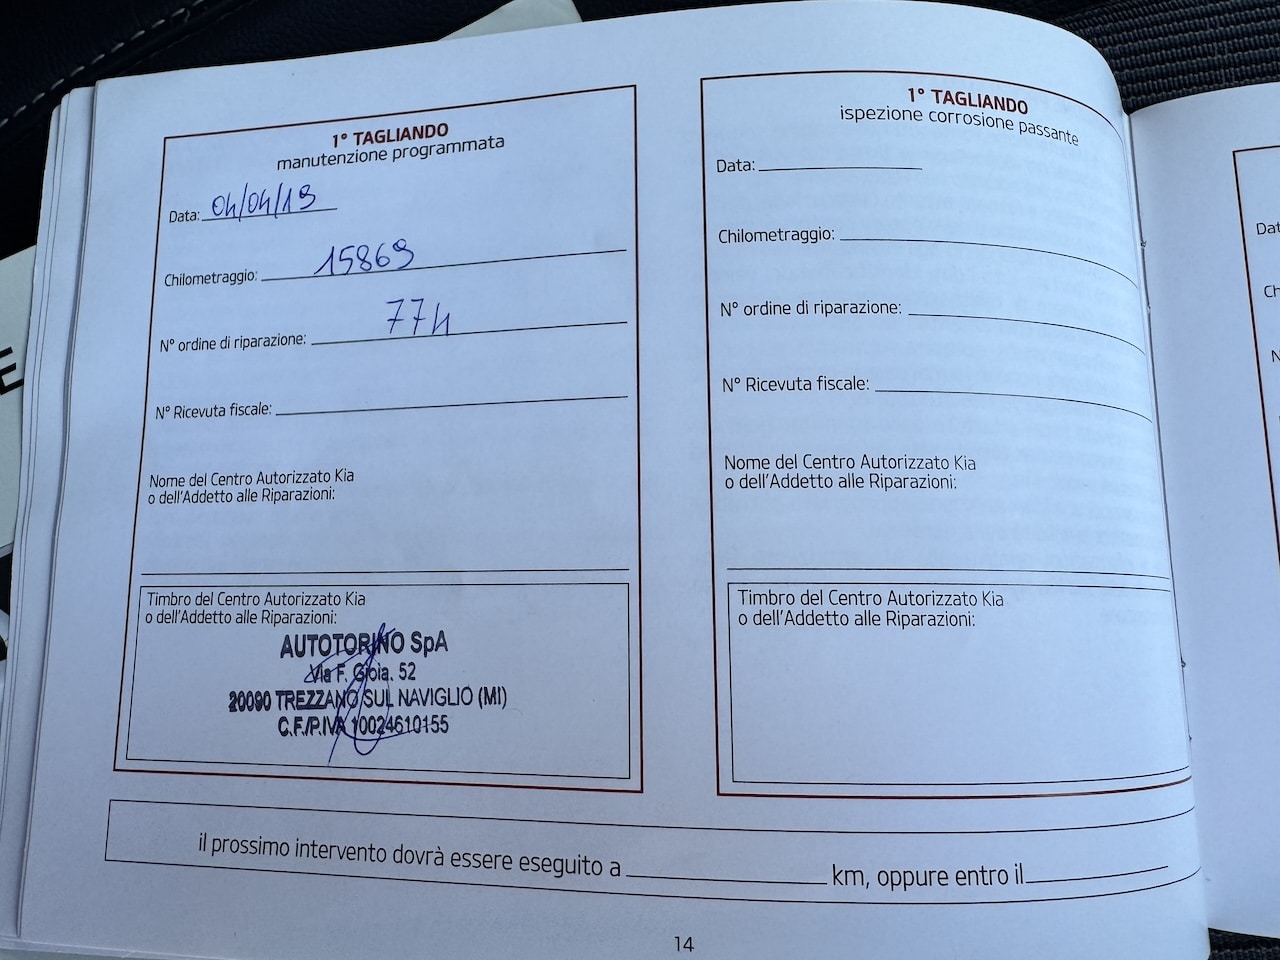 1° TAGLIANDO
manutenzione programmata
Data: 04/04/19
Chilometraggio: 15869
N° ordine di riparazione: 774
N° Ricevuta fiscale:
Nome del Centro Autorizzato Kia
o dell'Addetto alle Riparazioni:
Timbro del Centro Autorizzato Kia
o dell'Addetto alle Riparazioni:
AUTOTORINO SpA
Via F. Gioia, 52
20090 TREZZANO SUL NAVIGLIO (MI)
C.F./P.IVA 10024610155
1° TAGLIANDO
ispezione corrosione passante
Data:
Chilometraggio:
N° ordine di riparazione:
N° Ricevuta fiscale:
Nome del Centro Autorizzato Kia
o dell'Addetto alle Riparazioni:
Timbro del Centro Autorizzato Kia
o dell'Addetto alle Riparazioni:
il prossimo intervento dovrà essere eseguito a km, oppure entro il
14
Dat
Ch
N
E